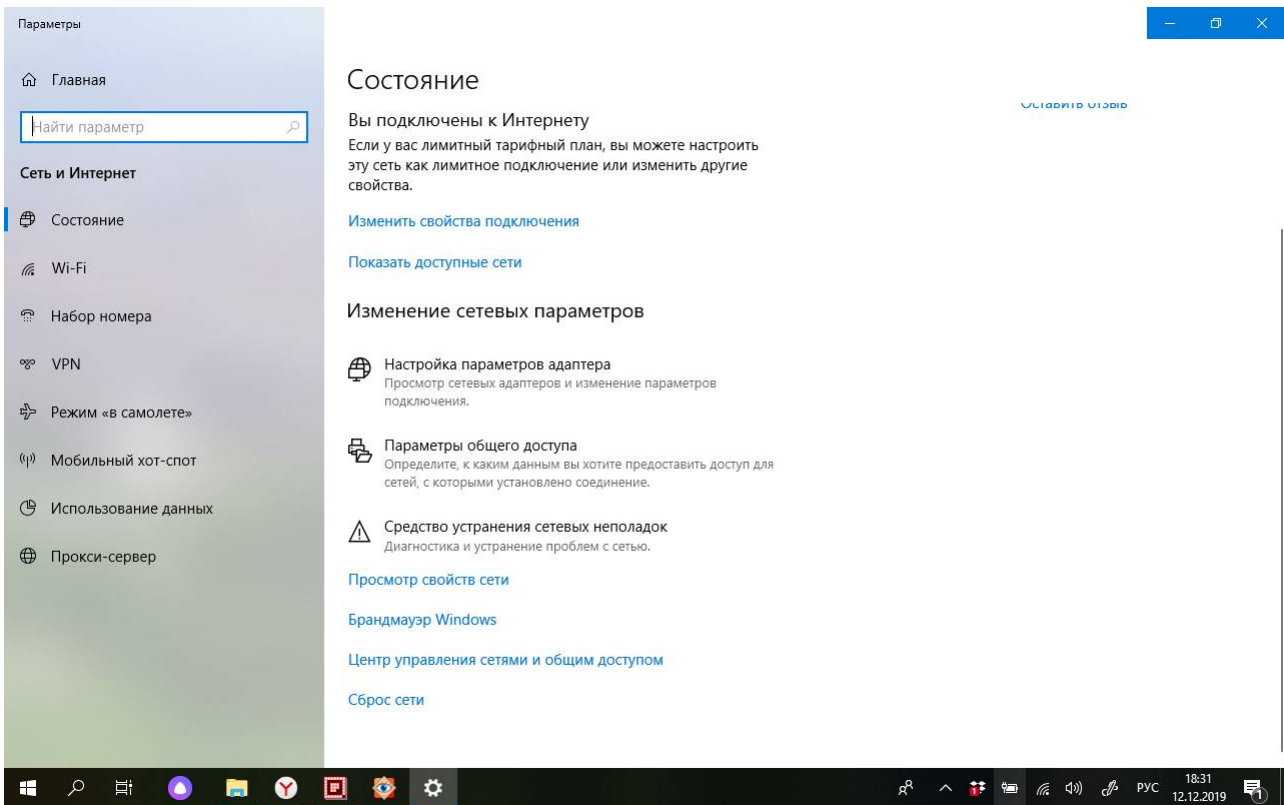 Параметры
Главная
Найти параметр
Сеть и Интернет
Состояние
Wi-Fi
Набор номера
VPN
Режим «в самолете»
Мобильный хот-спот
Использование данных
Прокси-сервер
Состояние
Оставить отзыв
Вы подключены к Интернету
Если у вас лимитный тарифный план, вы можете настроить
эту сеть как лимитное подключение или изменить другие
свойства.
Изменить свойства подключения
Показать доступные сети
Изменение сетевых параметров
Настройка параметров адаптера
Просмотр сетевых адаптеров и изменение параметров
подключения.
Параметры общего доступа
Определите, к каким данным вы хотите предоставить доступ для
сетей, с которыми установлено соединение.
Средство устранения сетевых неполадок
Диагностика и устранение проблем с сетью.
Просмотр свойств сети
Брандмауэр Windows
Центр управления сетями и общим доступом
Сброс сети
РУС
18:31
12.12.2019
1